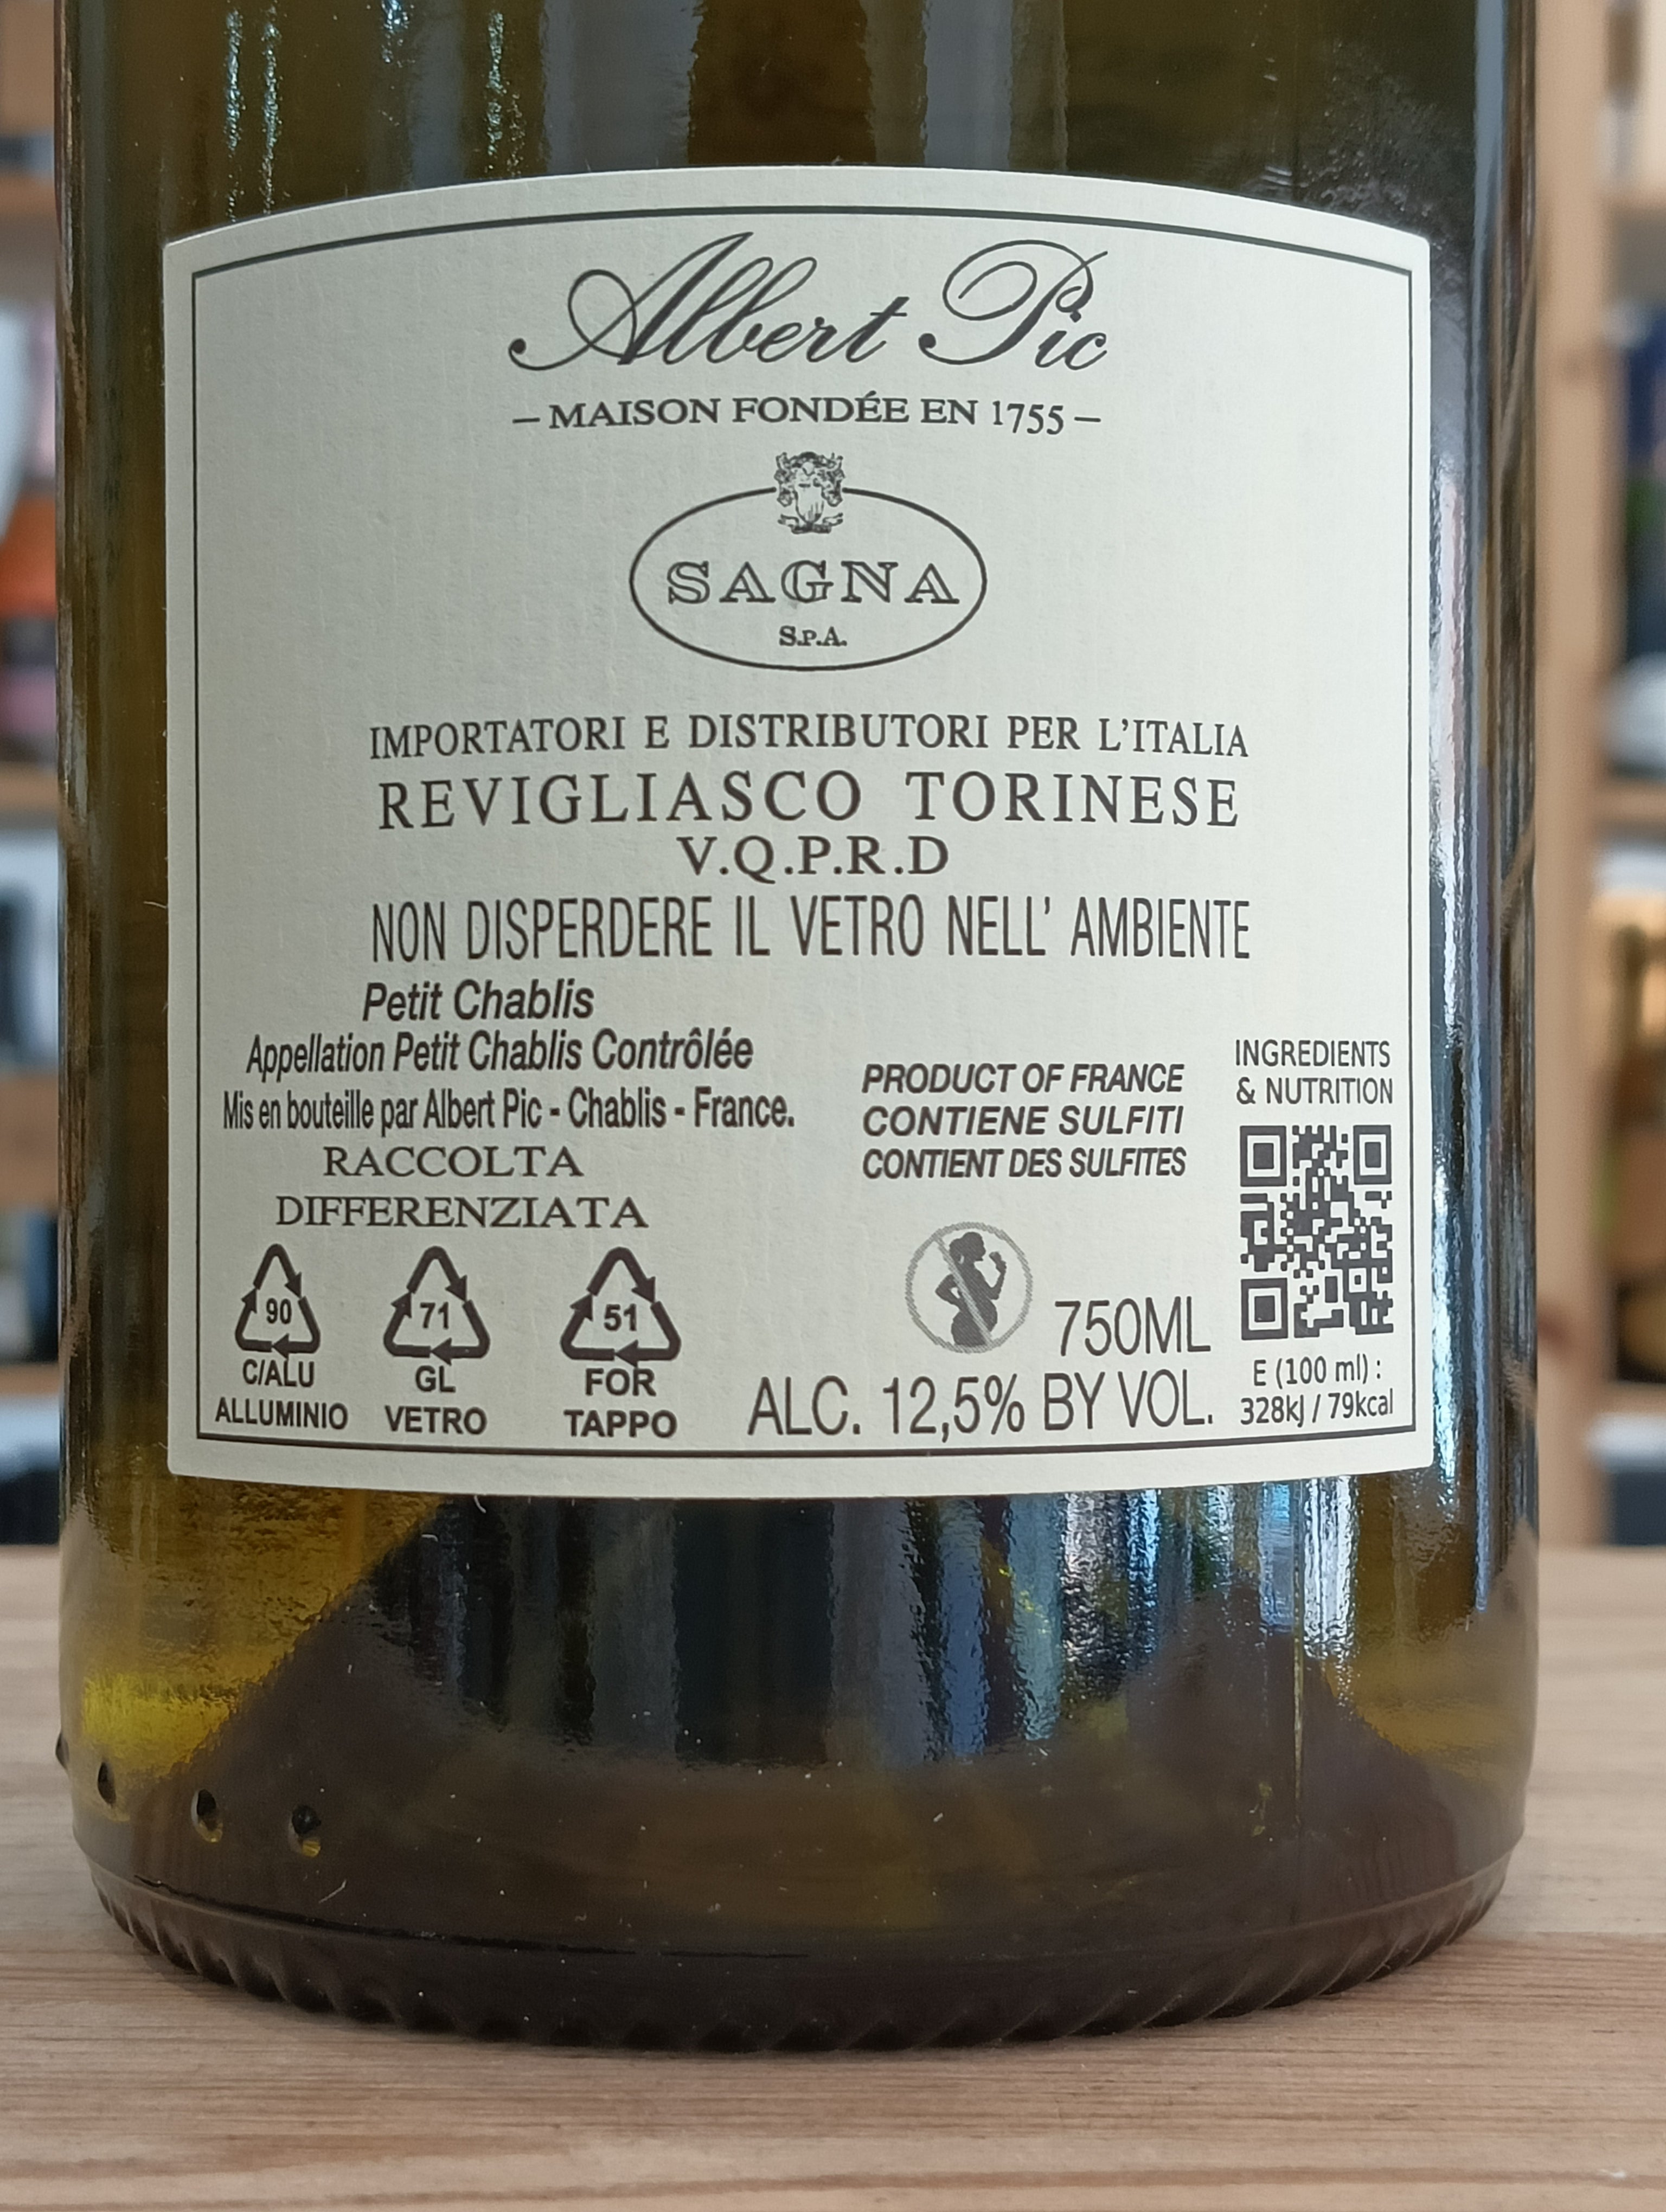 Albert Pic
– MAISON FONDÉE EN 1755 –
SAGNA
S.P.A.
IMPORTATORI E DISTRIBUTORI PER L'ITALIA
REVIGLIASCO TORINESE
V.Q.P.R.D
NON DISPERDERE IL VETRO NELL' AMBIENTE
Petit Chablis
Appellation Petit Chablis Contrôlée
Mis en bouteille par Albert Pic - Chablis - France.
RACCOLTA
DIFFERENZIATA
90
C/ALU
ALLUMINIO
71
GL
VETRO
51
FOR
TAPPO
PRODUCT OF FRANCE
CONTIENE SULFITI
CONTIENT DES SULFITES
750ML
ALC. 12,5% BY VOL.
INGREDIENTS
& NUTRITION
E (100 ml) :
328kJ / 79kcal